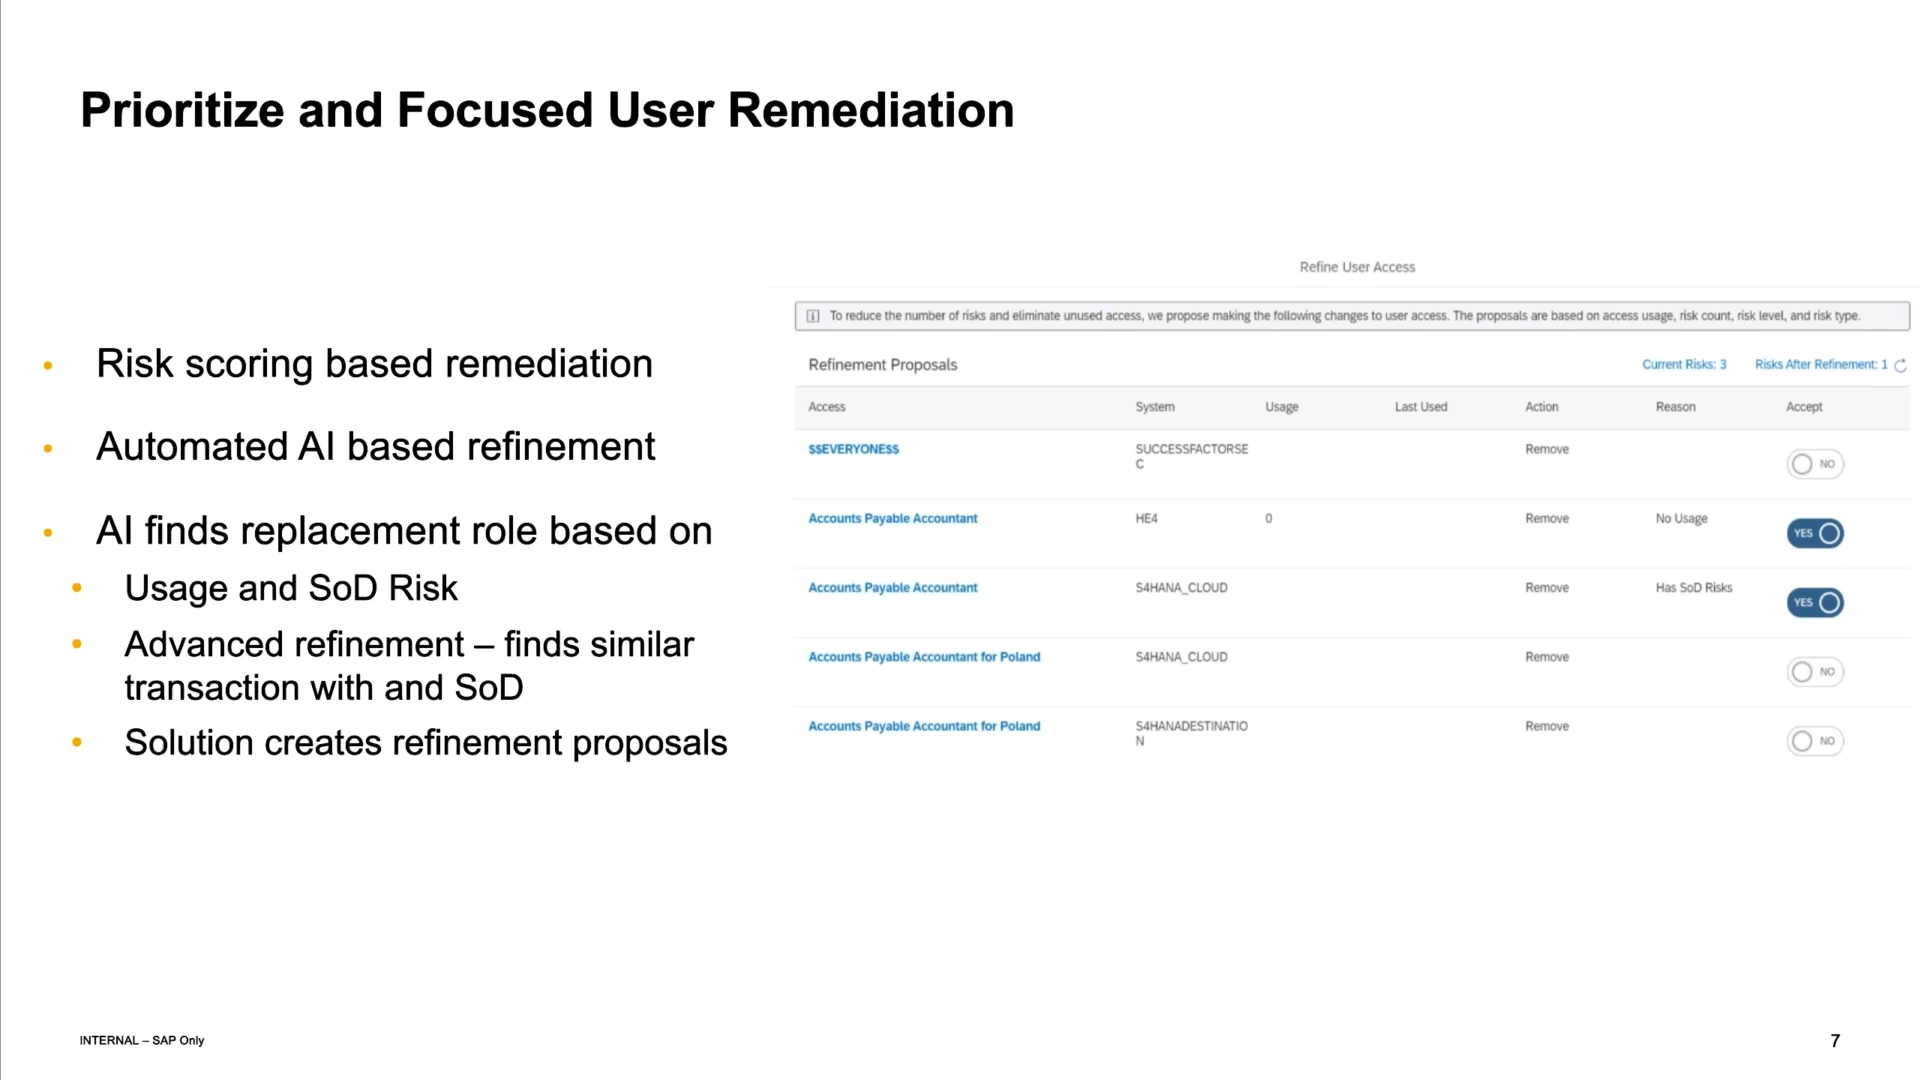 Prioritize and Focused User Remediation
• Risk scoring based remediation
• Automated AI based refinement
• AI finds replacement role based on
• Usage and SoD Risk
• Advanced refinement – finds similar
transaction with and SoD
• Solution creates refinement proposals
Refine User Access
To reduce the number of risks and eliminate unused access, we propose making the following changes to user access. The proposals are based on access usage, risk count, risk level, and risk type.
Refinement Proposals Current Risks: 3 Risks After Refinement: 1
Access System Usage Last Used Action Reason Accept
$$EVERYONE$$ SUCCESSFACTORSE Remove NO
C
Accounts Payable Accountant HE4 0 Remove No Usage YES
Accounts Payable Accountant S4HANA_CLOUD Remove Has SoD Risks YES
Accounts Payable Accountant for Poland S4HANA_CLOUD Remove NO
Accounts Payable Accountant for Poland S4HANADESTINATIO Remove NO
N
INTERNAL – SAP Only 7